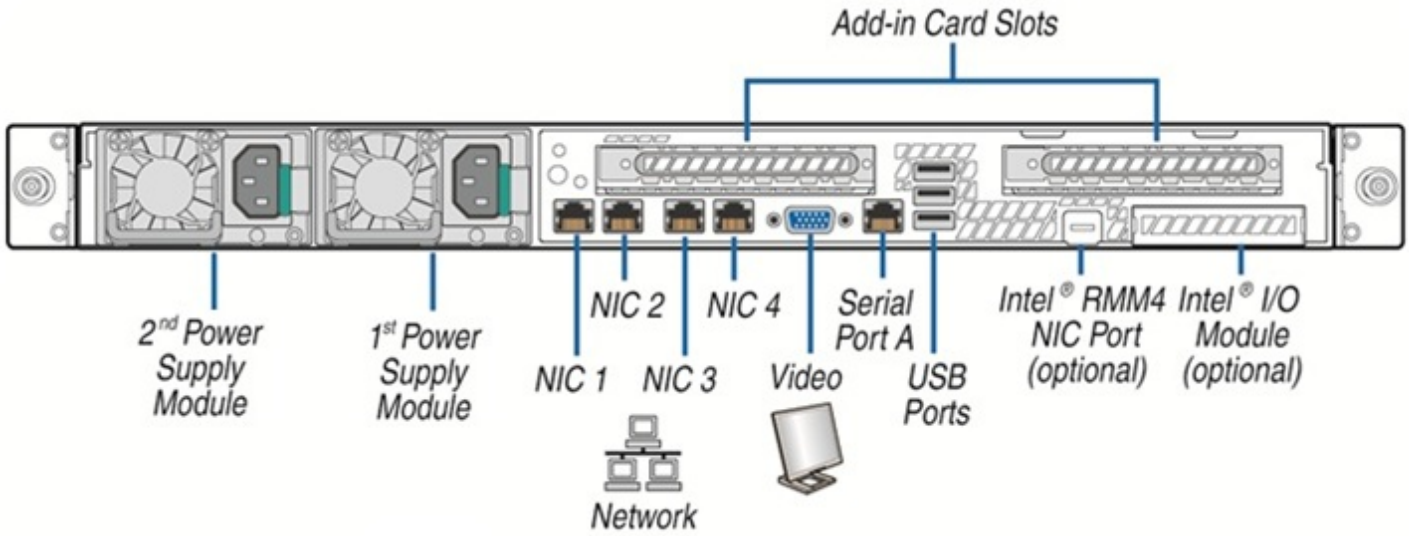 Add-in Card Slots
NIC 2
NIC 4
Serial
Port A
Intel ® RMM4
NIC Port
(optional)
Intel ® I/O
Module
(optional)
2nd Power
Supply
Module
1st Power
Supply
Module
NIC 1
NIC 3
Video
USB
Ports
Network